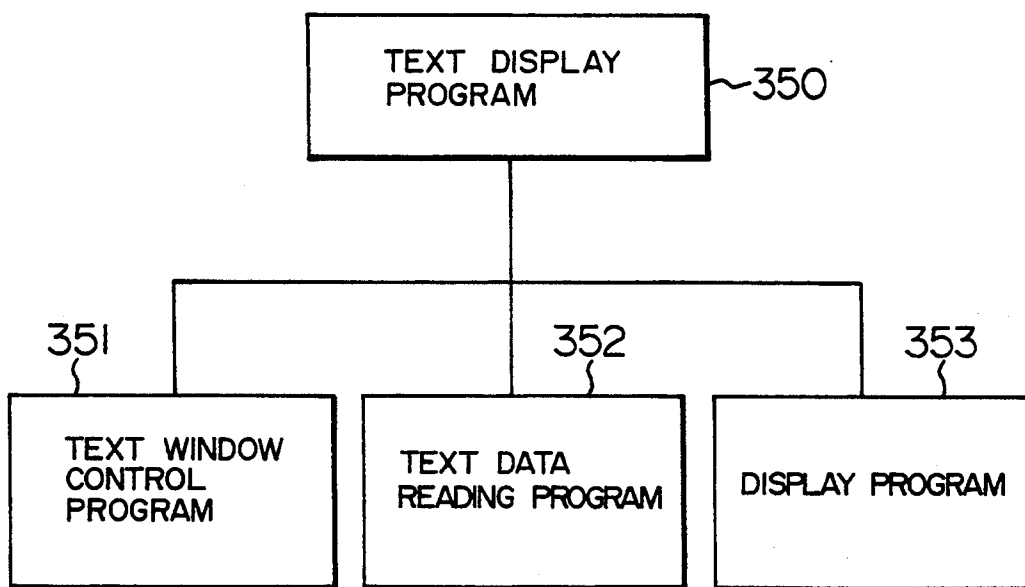 TEXT DISPLAY
PROGRAM
350
351
352
353
TEXT WINDOW
CONTROL
PROGRAM
TEXT DATA
READING PROGRAM
DISPLAY PROGRAM